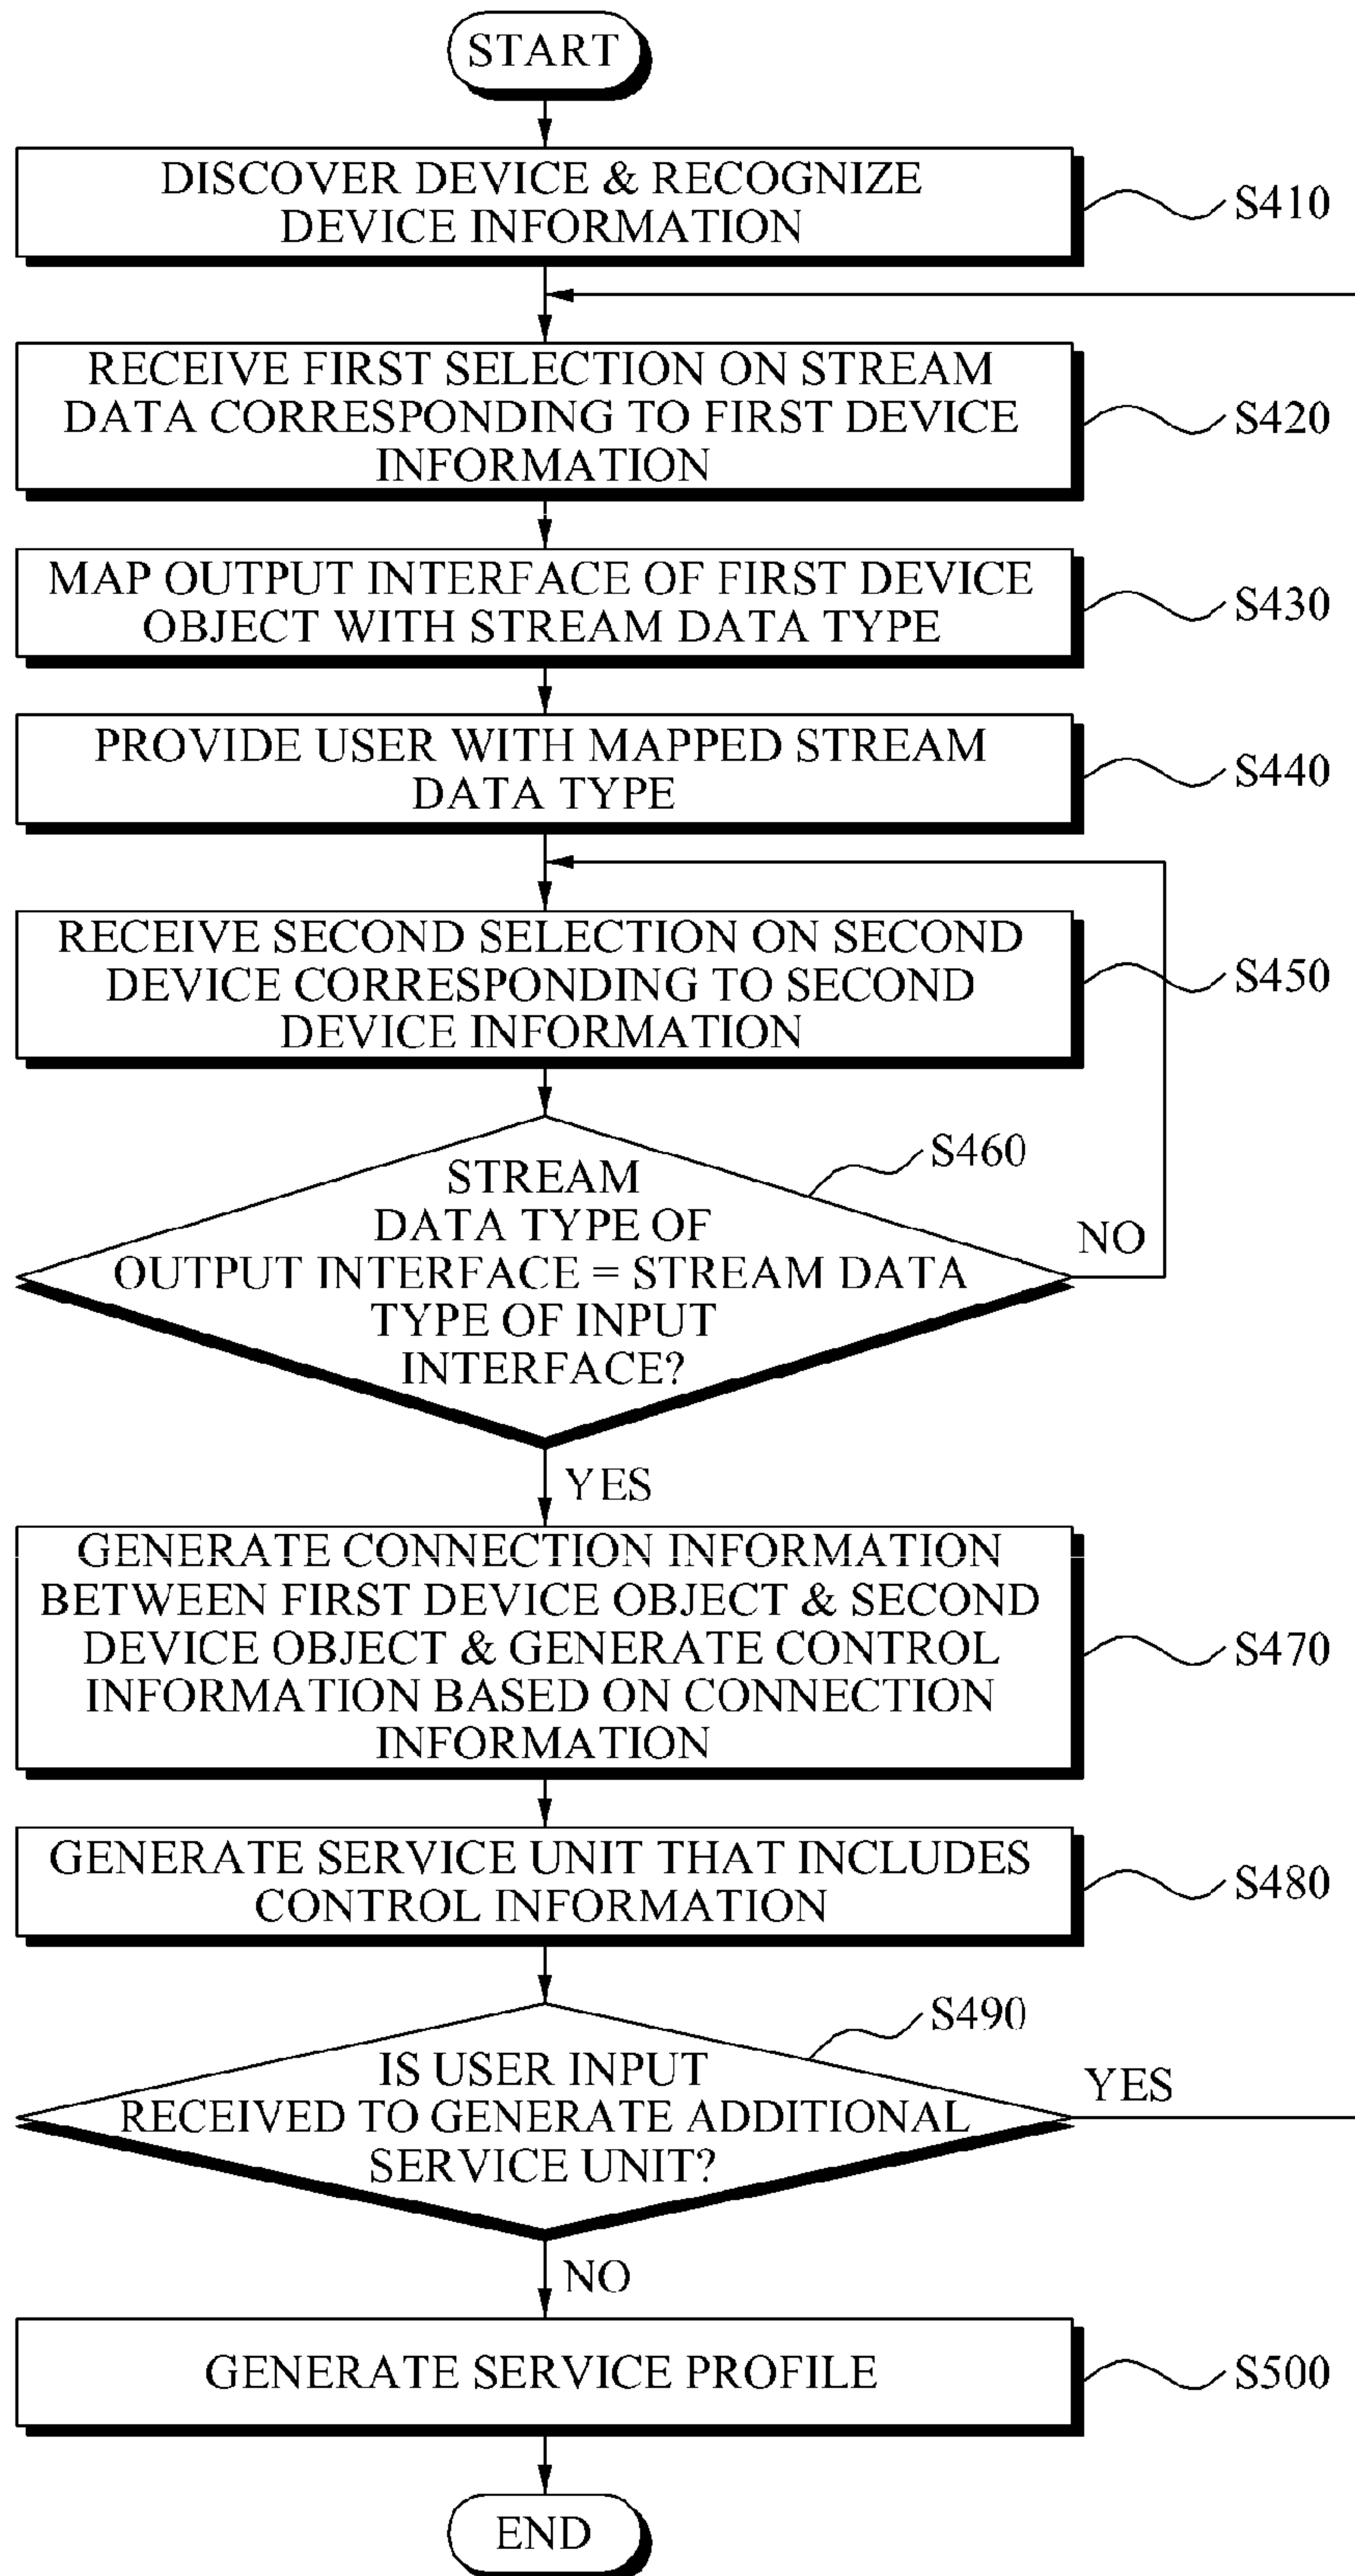 START
DISCOVER DEVICE & RECOGNIZE
DEVICE INFORMATION
S410
RECEIVE FIRST SELECTION ON STREAM
DATA CORRESPONDING TO FIRST DEVICE
INFORMATION
S420
MAP OUTPUT INTERFACE OF FIRST DEVICE
OBJECT WITH STREAM DATA TYPE
S430
PROVIDE USER WITH MAPPED STREAM
DATA TYPE
S440
RECEIVE SECOND SELECTION ON SECOND
DEVICE CORRESPONDING TO SECOND
DEVICE INFORMATION
S450
S460
STREAM
DATA TYPE OF
OUTPUT INTERFACE = STREAM DATA
TYPE OF INPUT
INTERFACE?
NO
YES
GENERATE CONNECTION INFORMATION
BETWEEN FIRST DEVICE OBJECT & SECOND
DEVICE OBJECT & GENERATE CONTROL
INFORMATION BASED ON CONNECTION
INFORMATION
S470
GENERATE SERVICE UNIT THAT INCLUDES
CONTROL INFORMATION
S480
S490
IS USER INPUT
RECEIVED TO GENERATE ADDITIONAL
SERVICE UNIT?
YES
NO
GENERATE SERVICE PROFILE
S500
END